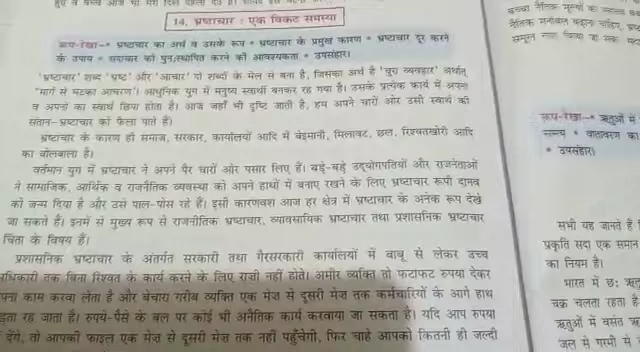 14. भ्रष्टाचार : एक विकट समस्या
रूप-रेखा—• भ्रष्टाचार का अर्थ व उसके रूप • भ्रष्टाचार के प्रमुख कारण • भ्रष्टाचार दूर करने
के उपाय • सदाचार को पुनःस्थापित करने की आवश्यकता • उपसंहार।
'भ्रष्टाचार' शब्द 'भ्रष्ट' और 'आचार' दो शब्दों के मेल से बना है, जिसका अर्थ है 'बुरा व्यवहार' अर्थात्
'मार्ग से भटका आचरण'। आधुनिक युग में मनुष्य स्वार्थी बनकर रह गया है। उसके प्रत्येक कार्य में अपना
व अपनों का स्वार्थ छिपा होता है। आज जहाँ भी दृष्टि जाती है, हम अपने चारों ओर उसी स्वार्थ की
संतान—भ्रष्टाचार को फैला पाते हैं।
भ्रष्टाचार के कारण ही समाज, सरकार, कार्यालयों आदि में बेइमानी, मिलावट, छल, रिश्वतखोरी आदि
का बोलबाला है।
वर्तमान युग में भ्रष्टाचार ने अपने पैर चारों ओर पसार लिए हैं। बड़े-बड़े उद्योगपतियों और राजनेताओं
ने सामाजिक, आर्थिक व राजनीतिक व्यवस्था को अपने हाथों में बनाए रखने के लिए भ्रष्टाचार रूपी दानव
को जन्म दिया है और उसे पाल-पोस रहे हैं। इसी कारणवश आज हर क्षेत्र में भ्रष्टाचार के अनेक रूप देखे
जा सकते हैं। इनमें से मुख्य रूप से राजनीतिक भ्रष्टाचार, व्यावसायिक भ्रष्टाचार तथा प्रशासनिक भ्रष्टाचार
चिंता के विषय हैं।
प्रशासनिक भ्रष्टाचार के अंतर्गत सरकारी तथा गैरसरकारी कार्यालयों में बाबू से लेकर उच्च
अधिकारी तक बिना रिश्वत के कार्य करने के लिए राजी नहीं होते। अमीर व्यक्ति तो फटाफट रुपया देकर
अपना काम करवा लेता है और बेचारा गरीब व्यक्ति एक मेज़ से दूसरी मेज़ तक कर्मचारियों के आगे हाथ
जोड़ता रह जाता है। रुपये-पैसे के बल पर कोई भी अनैतिक कार्य करवाया जा सकता है। यदि आप रुपया
देंगे, तो आपकी फाइल एक मेज़ से दूसरी मेज़ तक नहीं पहुँचेगी, फिर चाहे आपको कितनी ही जल्दी
नैतिक मनोबल बढ़ाना चाहिए,
रूप-रेखा—• ऋतुओं में
• वातावरण का
• उपसंहार।
सभी यह जानते हैं
प्रकृति सदा एक समान
का नियम है।
भारत में छः ऋतु
चक्र चलता रहता है
ऋतुओं में वसंत ऋ
जल में गरमी में